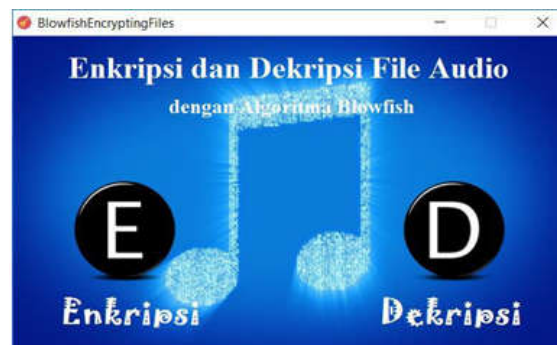 BlowfishEncryptingFiles
Enkripsi dan Dekripsi File Audio
dengan Algoritma Blowfish
E D
Enkripsi Dekripsi